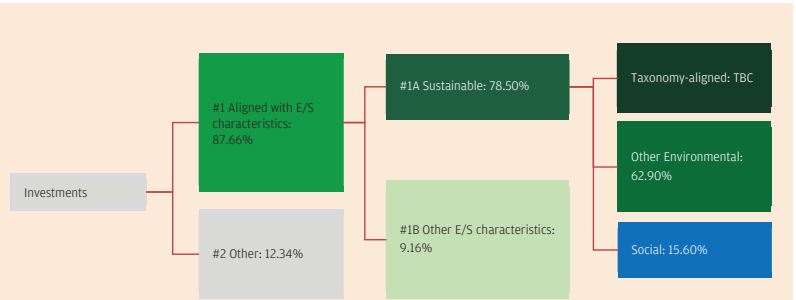 Investments
#1 Aligned with E/S
characteristics:
87.66%
#2 Other: 12.34%
#1A Sustainable: 78.50%
#1B Other E/S characteristics:
9.16%
Taxonomy-aligned: TBC
Other Environmental:
62.90%
Social: 15.60%